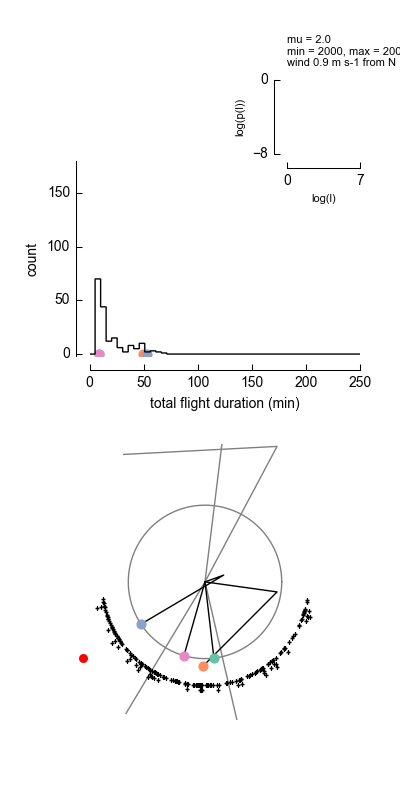 mu = 2.0
min = 2000, max = 200
wind 0.9 m s-1 from N
0
−8
log(p(l))
0 7
log(l)
150
100
50
0
count
0 50 100 150 200 250
total flight duration (min)